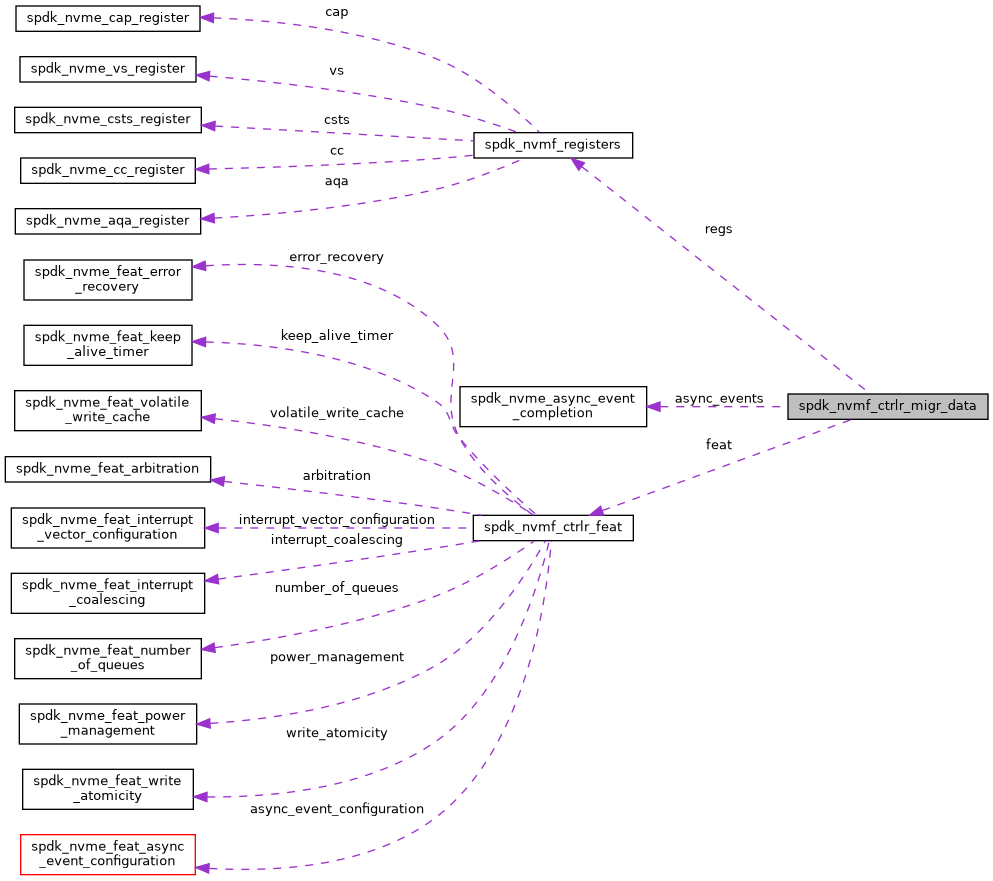 cap
spdk_nvme_cap_register
vs
spdk_nvme_vs_register
csts
spdk_nvme_csts_register
spdk_nvmf_registers
cc
spdk_nvme_cc_register
aqa
spdk_nvme_aqa_register
regs
error_recovery
spdk_nvme_feat_error
_recovery
keep_alive_timer
spdk_nvme_feat_keep
_alive_timer
spdk_nvme_async_event
_completion
async_events
spdk_nvmf_ctrlr_migr_data
spdk_nvme_feat_volatile
_write_cache
volatile_write_cache
feat
spdk_nvme_feat_arbitration
arbitration
spdk_nvme_feat_interrupt
_vector_configuration
interrupt_vector_configuration
spdk_nvmf_ctrlr_feat
interrupt_coalescing
spdk_nvme_feat_interrupt
_coalescing
number_of_queues
spdk_nvme_feat_number
_of_queues
power_management
spdk_nvme_feat_power
_management
write_atomicity
spdk_nvme_feat_write
_atomicity
async_event_configuration
spdk_nvme_feat_async
_event_configuration